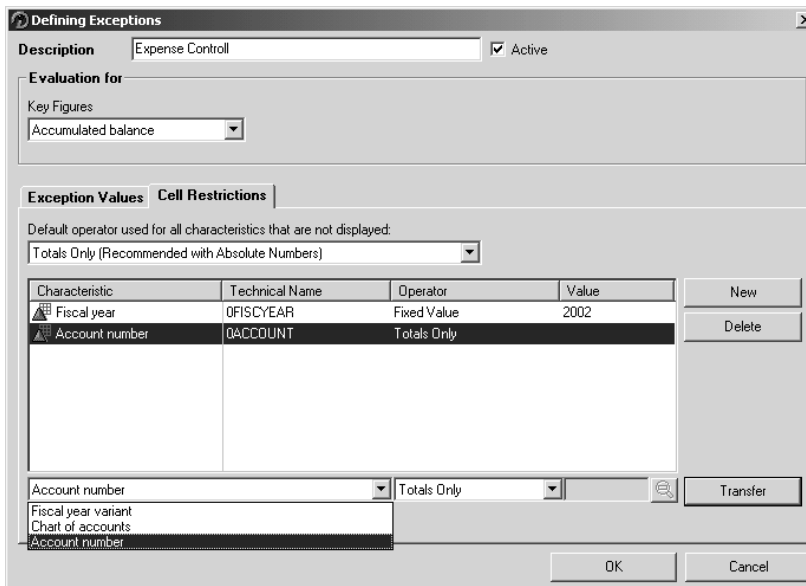 Defining Exceptions
Description Expense Controll Active
Evaluation for
Key Figures
Accumulated balance
Exception Values Cell Restrictions
Default operator used for all characteristics that are not displayed:
Totals Only (Recommended with Absolute Numbers)
Characteristic Technical Name Operator Value New
Fiscal year 0FISCYEAR Fixed Value 2002
Account number 0ACCOUNT Totals Only Delete
Account number Totals Only Transfer
Fiscal year variant
Chart of accounts
Account number
OK Cancel